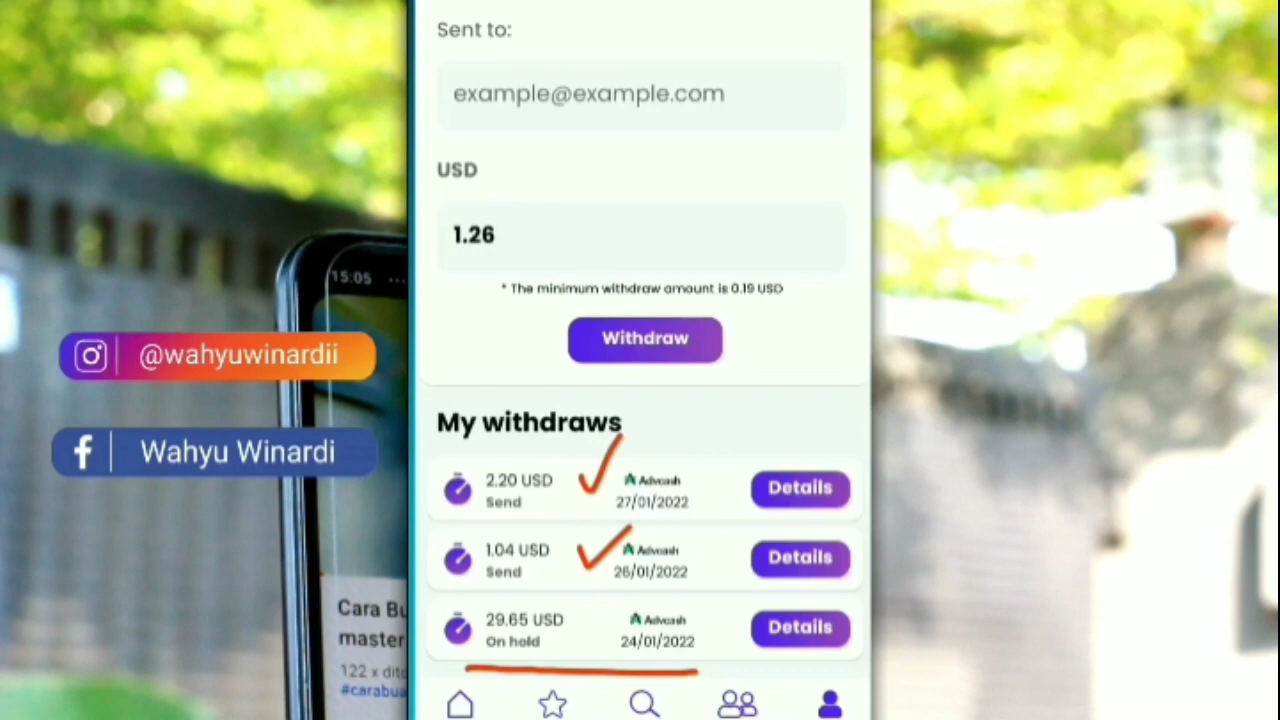 Sent to:
example@example.com
USD
1.26
* The minimum withdraw amount is 0.19 USD
Withdraw
My withdraws
2.20 USD
Send
Advcash
27/01/2022
Details
1.04 USD
Send
Advcash
26/01/2022
Details
29.65 USD
On hold
Advcash
24/01/2022
Details
@wahyuwinardii
f
Wahyu Winardi
15:05
Cara Bu
master
122 x dito
#carabua